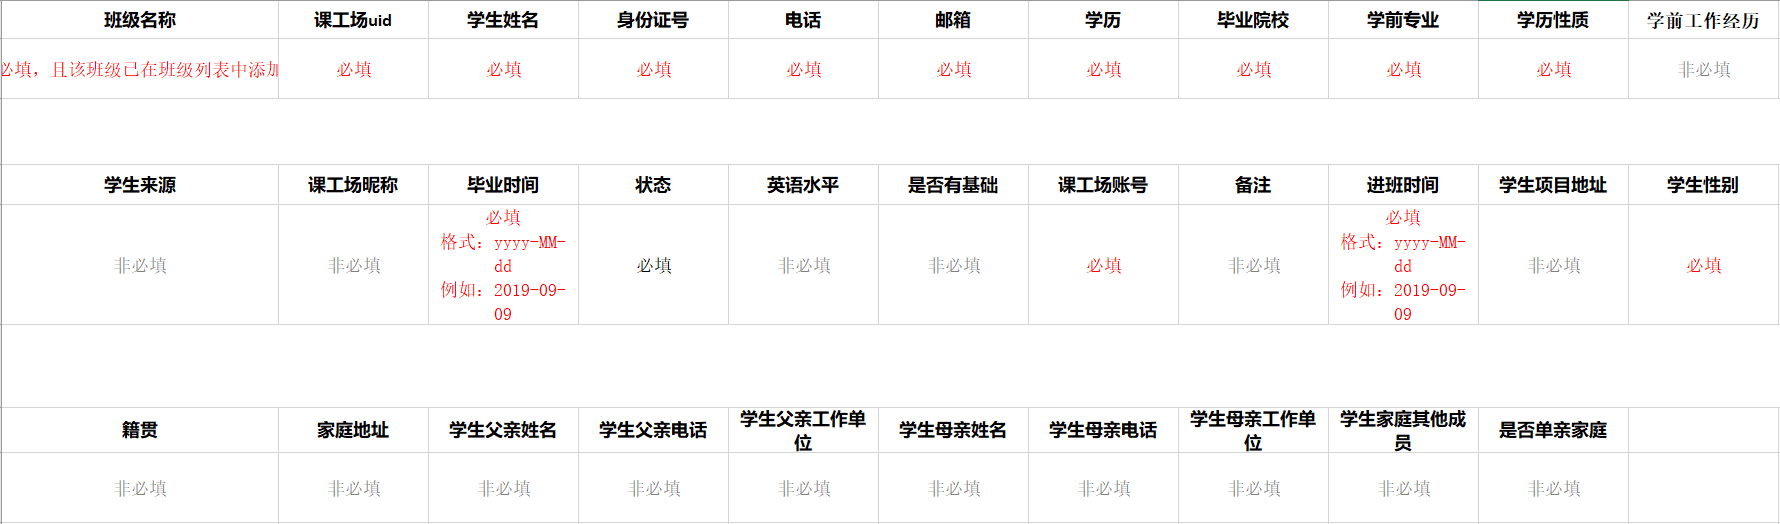 班级名称 课工场uid 学生姓名 身份证号 电话 邮箱 学历 毕业院校 学前专业 学历性质 学前工作经历
必填，且该班级已在班级列表中添加 必填 必填 必填 必填 必填 必填 必填 必填 必填 非必填
学生来源 课工场昵称 毕业时间 状态 英语水平 是否有基础 课工场账号 备注 进班时间 学生项目地址 学生性别
非必填 非必填 必填
格式：yyyy-MM-
dd
例如：2019-09-
09
必填 非必填 非必填 必填 非必填 必填
格式：yyyy-MM-
dd
例如：2019-09-
09
非必填 必填
籍贯 家庭地址 学生父亲姓名 学生父亲电话 学生父亲工作单
位
学生母亲姓名 学生母亲电话 学生母亲工作单
位
学生家庭其他成
员
是否单亲家庭
非必填 非必填 非必填 非必填 非必填 非必填 非必填 非必填 非必填 非必填